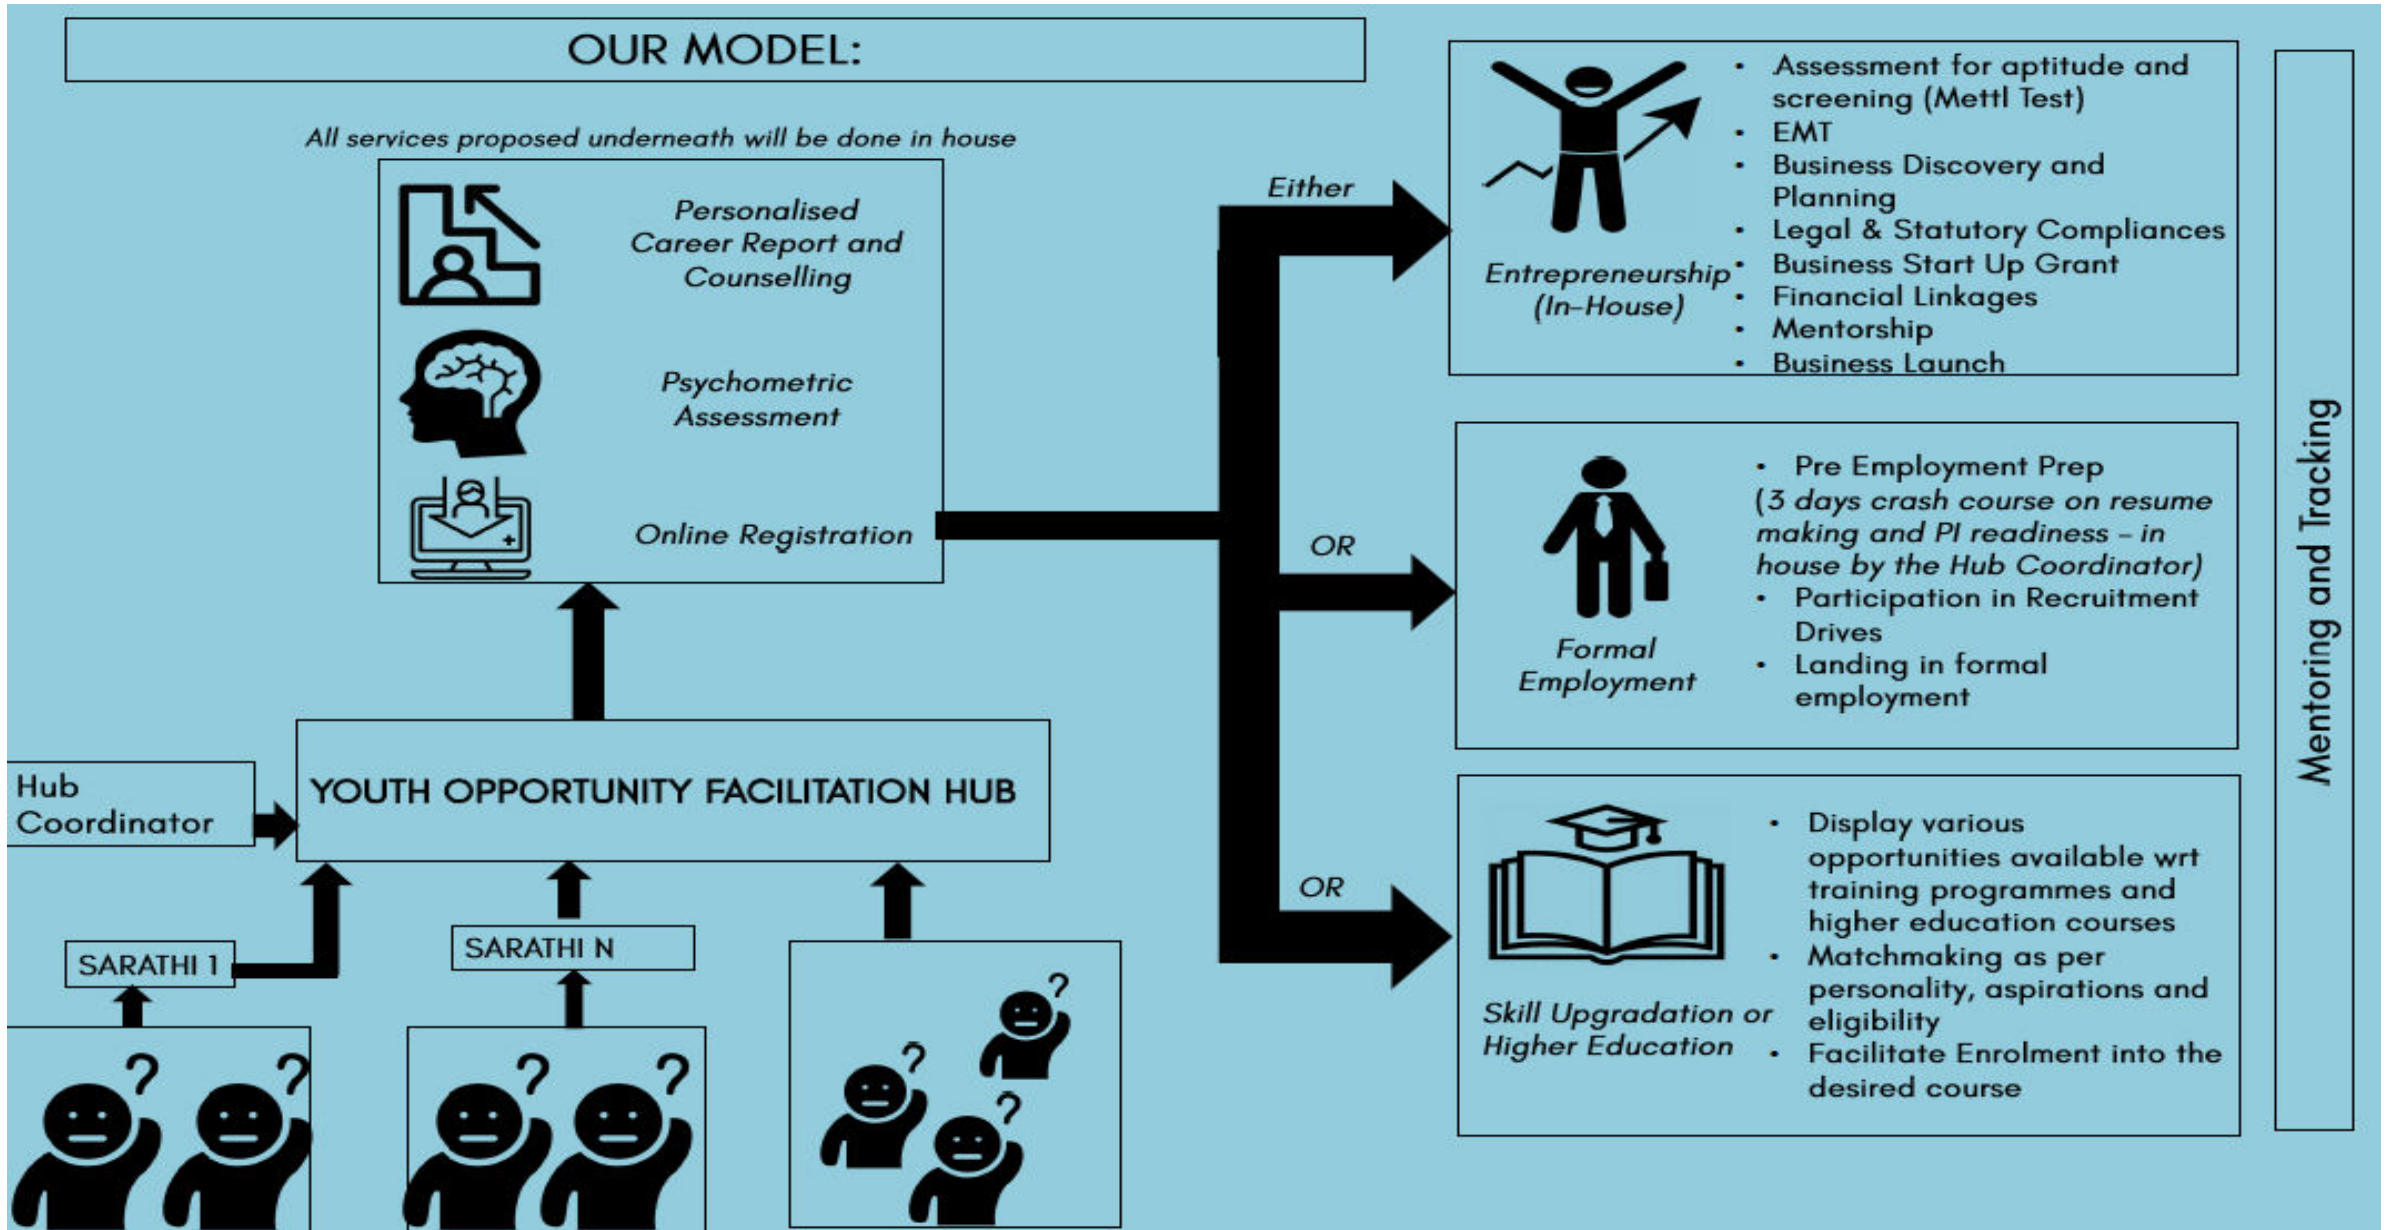 OUR MODEL:
All services proposed underneath will be done in house
Personalised
Career Report and
Counselling
Psychometric
Assessment
Online Registration
Hub
Coordinator
YOUTH OPPORTUNITY FACILITATION HUB
SARATHI 1
SARATHI N
?
?
?
?
?
?
?
Either
Entrepreneurship
(In-House)
• .Assessment for aptitude and
screening (Mettl Test)
• EMT
• Business Discovery and
Planning
• Legal & Statutory Compliances
• Business Start Up Grant
• Financial Linkages
• Mentorship
• Business Launch
OR
Formal
Employment
• Pre Employment Prep
(3 days crash course on resume
making and PI readiness – in
house by the Hub Coordinator)
• Participation in Recruitment
Drives
• Landing in formal
employment
OR
Skill Upgradation or
Higher Education
• Display various
opportunities available wrt
training programmes and
higher education courses
• Matchmaking as per
personality, aspirations and
eligibility
• Facilitate Enrolment into the
desired course
Mentoring and Tracking